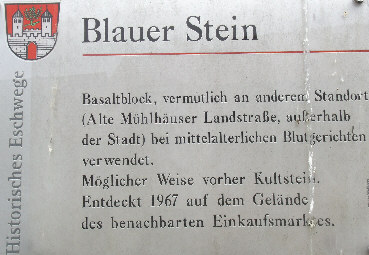 Blauer Stein
Historisches Eschwege
Basaltblock, vermutlich an anderem Standort
(Alte Mühlhäuser Landstraße, außerhalb
der Stadt) bei mittelalterlichen Blutgerichten
verwendet.
Möglicher Weise vorher Kultstein.
Entdeckt 1967 auf dem Gelände
des benachbarten Einkaufsmarktes.